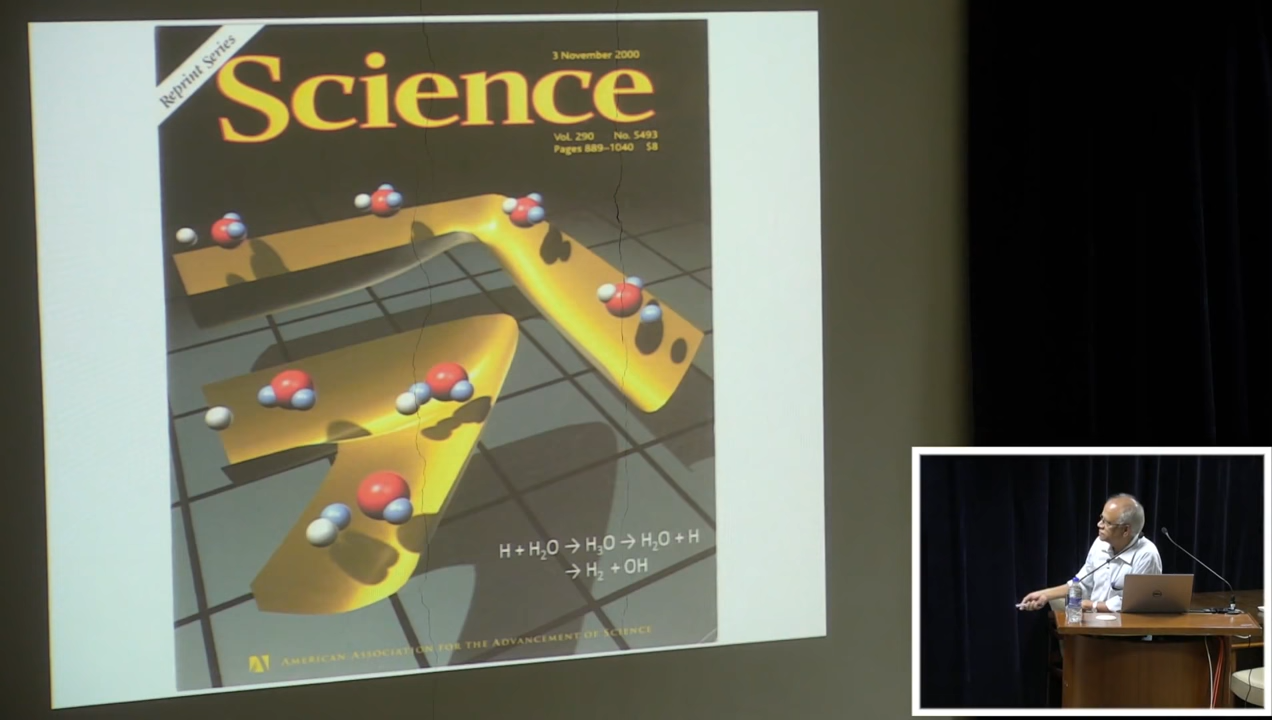 Reprint Series
3 November 2000
Science
Vol. 290 No. 5493
Pages 889–1040 $8
H + H₂O → H₃O → H₂O + H
→ H₂ + OH
AMERICAN ASSOCIATION FOR THE ADVANCEMENT OF SCIENCE